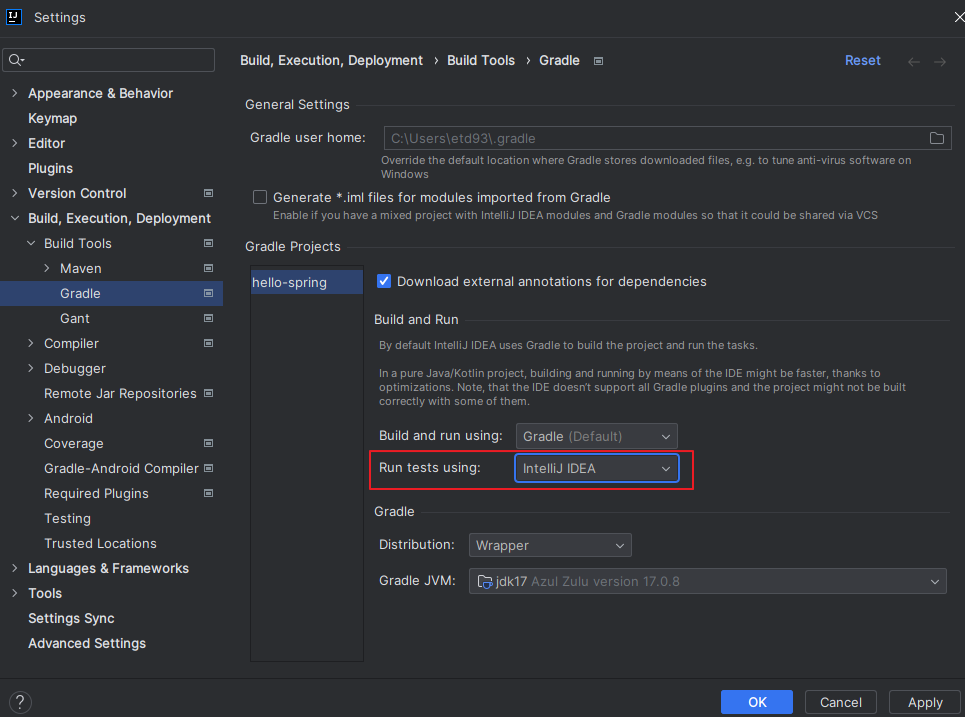 Settings
Build, Execution, Deployment › Build Tools › Gradle
Reset
Appearance & Behavior
Keymap
Editor
Plugins
Version Control
Build, Execution, Deployment
Build Tools
Maven
Gradle
Gant
Compiler
Debugger
Remote Jar Repositories
Android
Coverage
Gradle-Android Compiler
Required Plugins
Testing
Trusted Locations
Languages & Frameworks
Tools
Settings Sync
Advanced Settings
General Settings
Gradle user home: C:\Users\etd93\.gradle
Override the default location where Gradle stores downloaded files, e.g. to tune anti-virus software on
Windows
Generate *.iml files for modules imported from Gradle
Enable if you have a mixed project with IntelliJ IDEA modules and Gradle modules so that it could be shared via VCS
Gradle Projects
hello-spring
Download external annotations for dependencies
Build and Run
By default IntelliJ IDEA uses Gradle to build the project and run the tasks.
In a pure Java/Kotlin project, building and running by means of the IDE might be faster, thanks to
optimizations. Note, that the IDE doesn't support all Gradle plugins and the project might not be built
correctly with some of them.
Build and run using: Gradle (Default)
Run tests using: IntelliJ IDEA
Gradle
Distribution: Wrapper
Gradle JVM: jdk17 Azul Zulu version 17.0.8
?
OK
Cancel
Apply